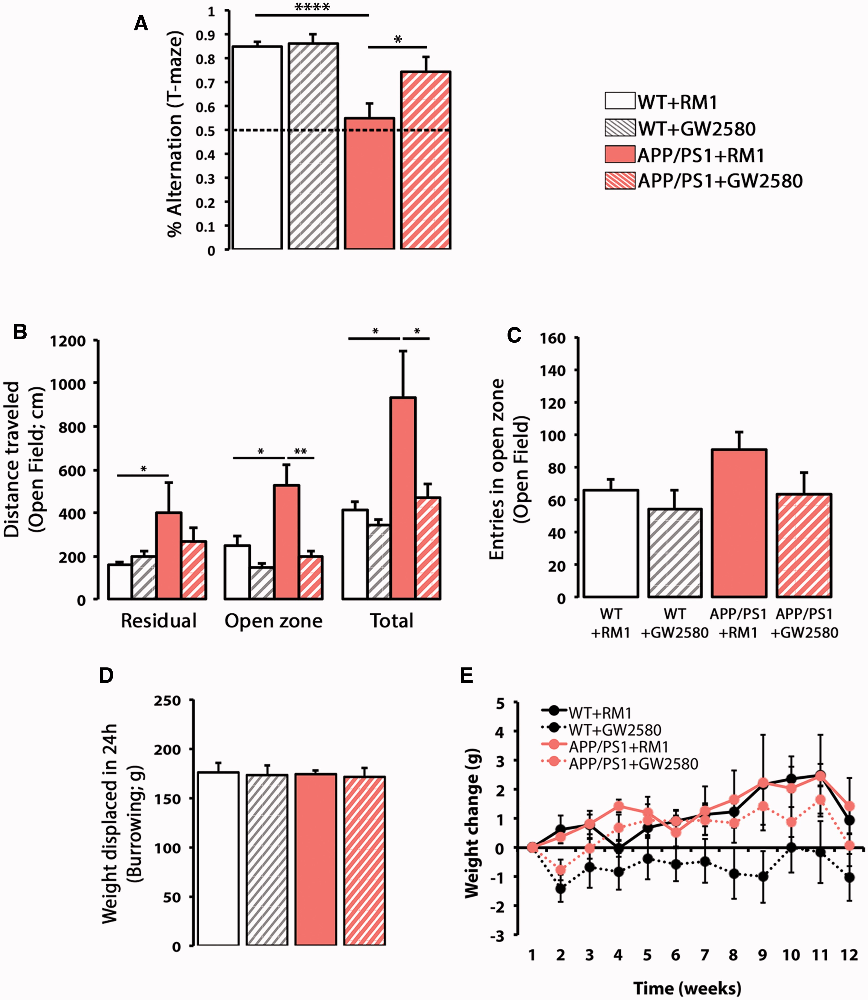 A
****
*
% Alternation (T-maze)
1
0.9
0.8
0.7
0.6
0.5
0.4
0.3
0.2
0.1
0
WT+RM1
WT+GW2580
APP/PS1+RM1
APP/PS1+GW2580
B
Distance traveled
(Open Field; cm)
1200
1000
800
600
400
200
0
*
*
**
*
*
Residual
Open zone
Total
C
Entries in open zone
(Open Field)
160
140
120
100
80
60
40
20
0
WT
+RM1
WT
+GW2580
APP/PS1
+RM1
APP/PS1
+GW2580
D
Weight displaced in 24h
(Burrowing; g)
250
200
150
100
50
0
E
Weight change (g)
5
4
3
2
1
0
-1
-2
-3
WT+RM1
WT+GW2580
APP/PS1+RM1
APP/PS1+GW2580
1 2 3 4 5 6 7 8 9 10 11 12
Time (weeks)